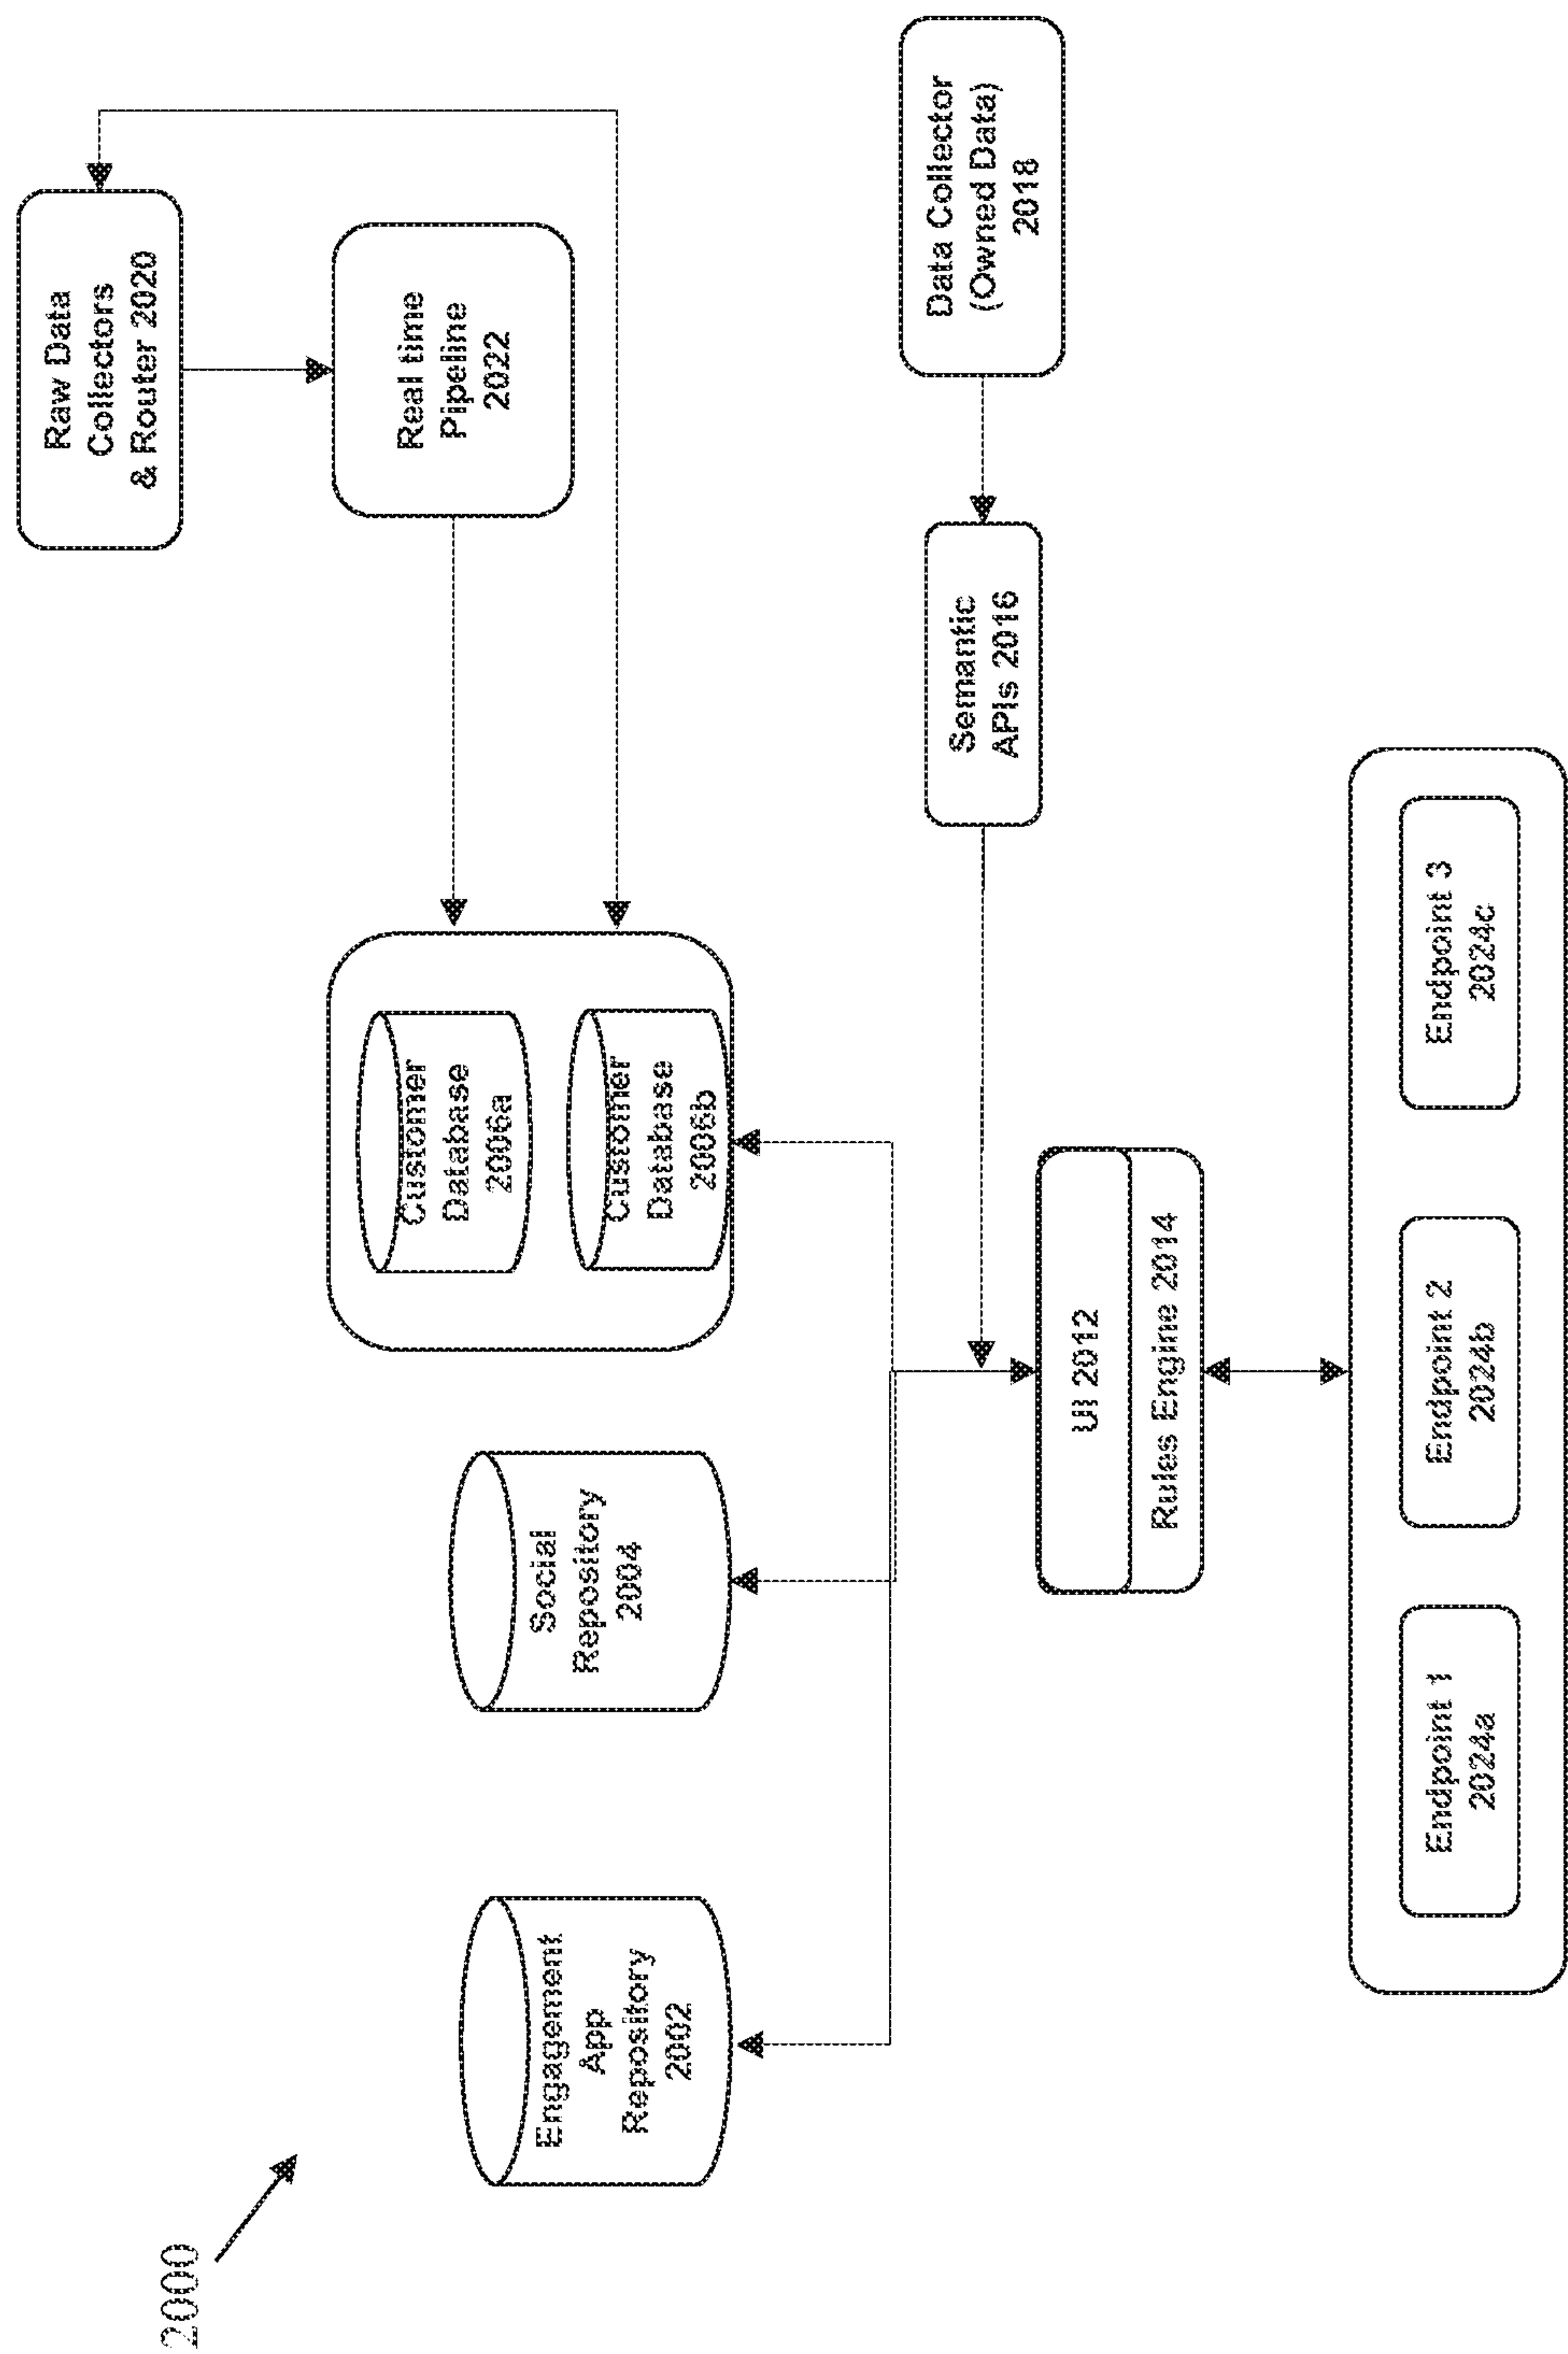 2000
Raw Data
Collectors
& Router 2020
Real time
Pipeline
2022
Customer
Database
2006a
Customer
Database
2006b
Social
Repository
2004
Engagement
App
Repository
2002
Data Collector
(Owned Data)
2018
Semantic
APIs 2016
UI 2012
Rules Engine 2014
Endpoint 1
2024a
Endpoint 2
2024b
Endpoint 3
2024c